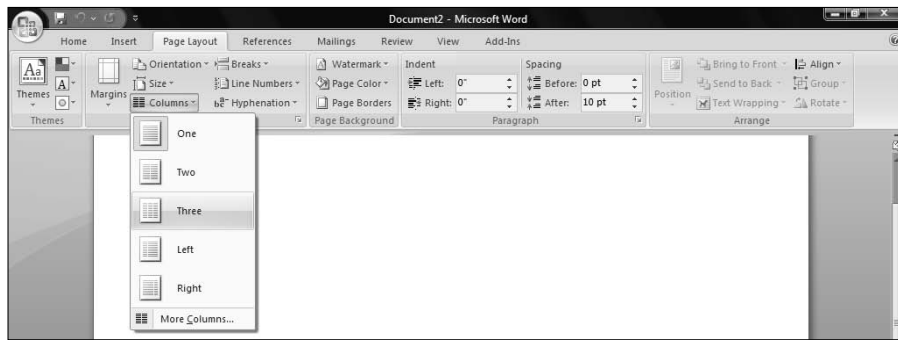 Document2 - Microsoft Word
Home Insert Page Layout References Mailings Review View Add-Ins
Aa Orientation Breaks Watermark Indent Spacing Bring to Front Align
A Size Line Numbers Page Color Left: 0" Before: 0 pt Send to Back Group
Themes Margins Columns Hyphenation Page Borders Right: 0" After: 10 pt Position Text Wrapping Rotate
Themes Page Background Paragraph Arrange
One
Two
Three
Left
Right
More Columns...